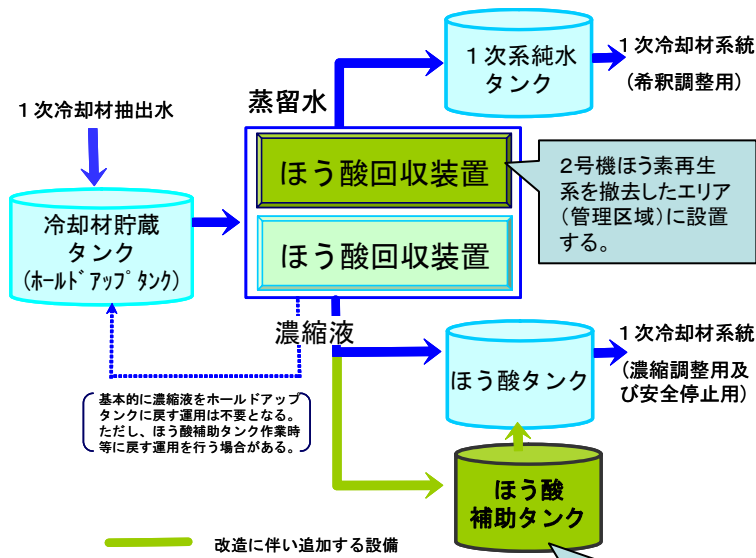 1次系純水
タンク
1次冷却材系統
(希釈調整用)
蒸留水
1次冷却材抽出水
ほう酸回収装置
2号機ほう素再生
系を撤去したエリア
(管理区域)に設置
する。
冷却材貯蔵
タンク
(ホールドアップタンク)
ほう酸回収装置
濃縮液
1次冷却材系統
(濃縮調整用及
び安全停止用)
ほう酸タンク
基本的に濃縮液をホールドアップ
タンクに戻す運用は不要となる。
ただし、ほう酸補助タンク作業時
等に戻す運用を行う場合がある。
ほう酸
補助タンク
改造に伴い追加する設備